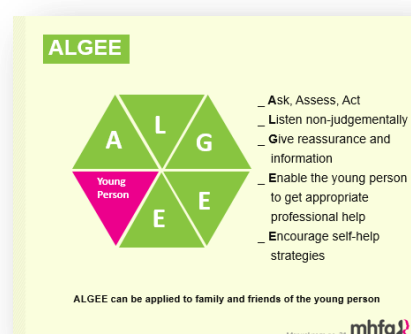 ALGEE
A
L
G
Young
Person
E
E
_ Ask, Assess, Act
_ Listen non-judgementally
_ Give reassurance and
information
_ Enable the young person
to get appropriate
professional help
_ Encourage self-help
strategies
ALGEE can be applied to family and friends of the young person
mhfa